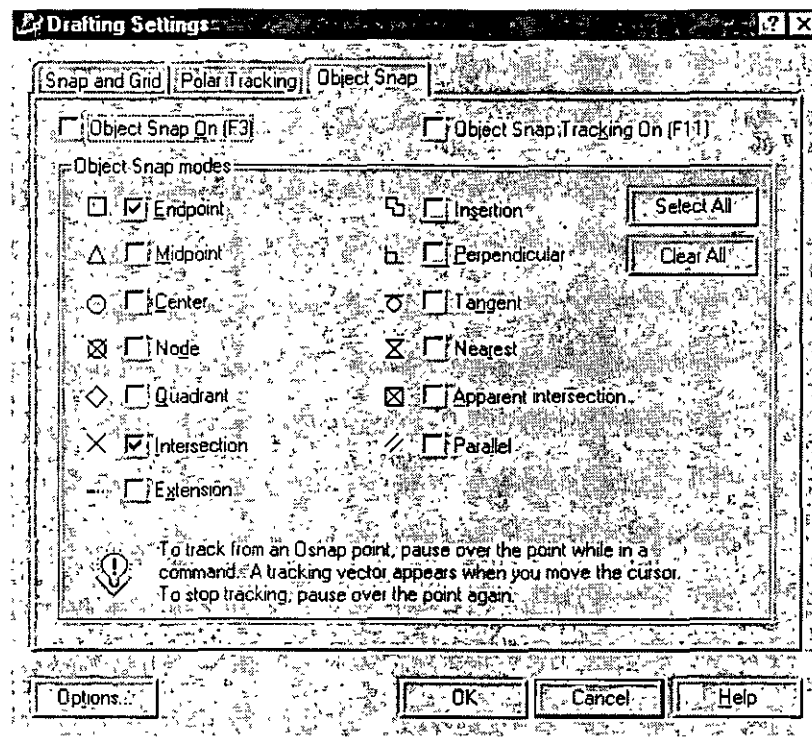 Drafting Settings
Snap and Grid Polar Tracking Object Snap
Object Snap On (F3) Object Snap Tracking On (F11)
Object Snap modes
Endpoint Insertion Select All
Midpoint Perpendicular Clear All
Center Tangent
Node Nearest
Quadrant Apparent intersection
Intersection Parallel
Extension
To track from an Osnap point, pause over the point while in a
command. A tracking vector appears when you move the cursor.
To stop tracking, pause over the point again.
Options... OK Cancel Help